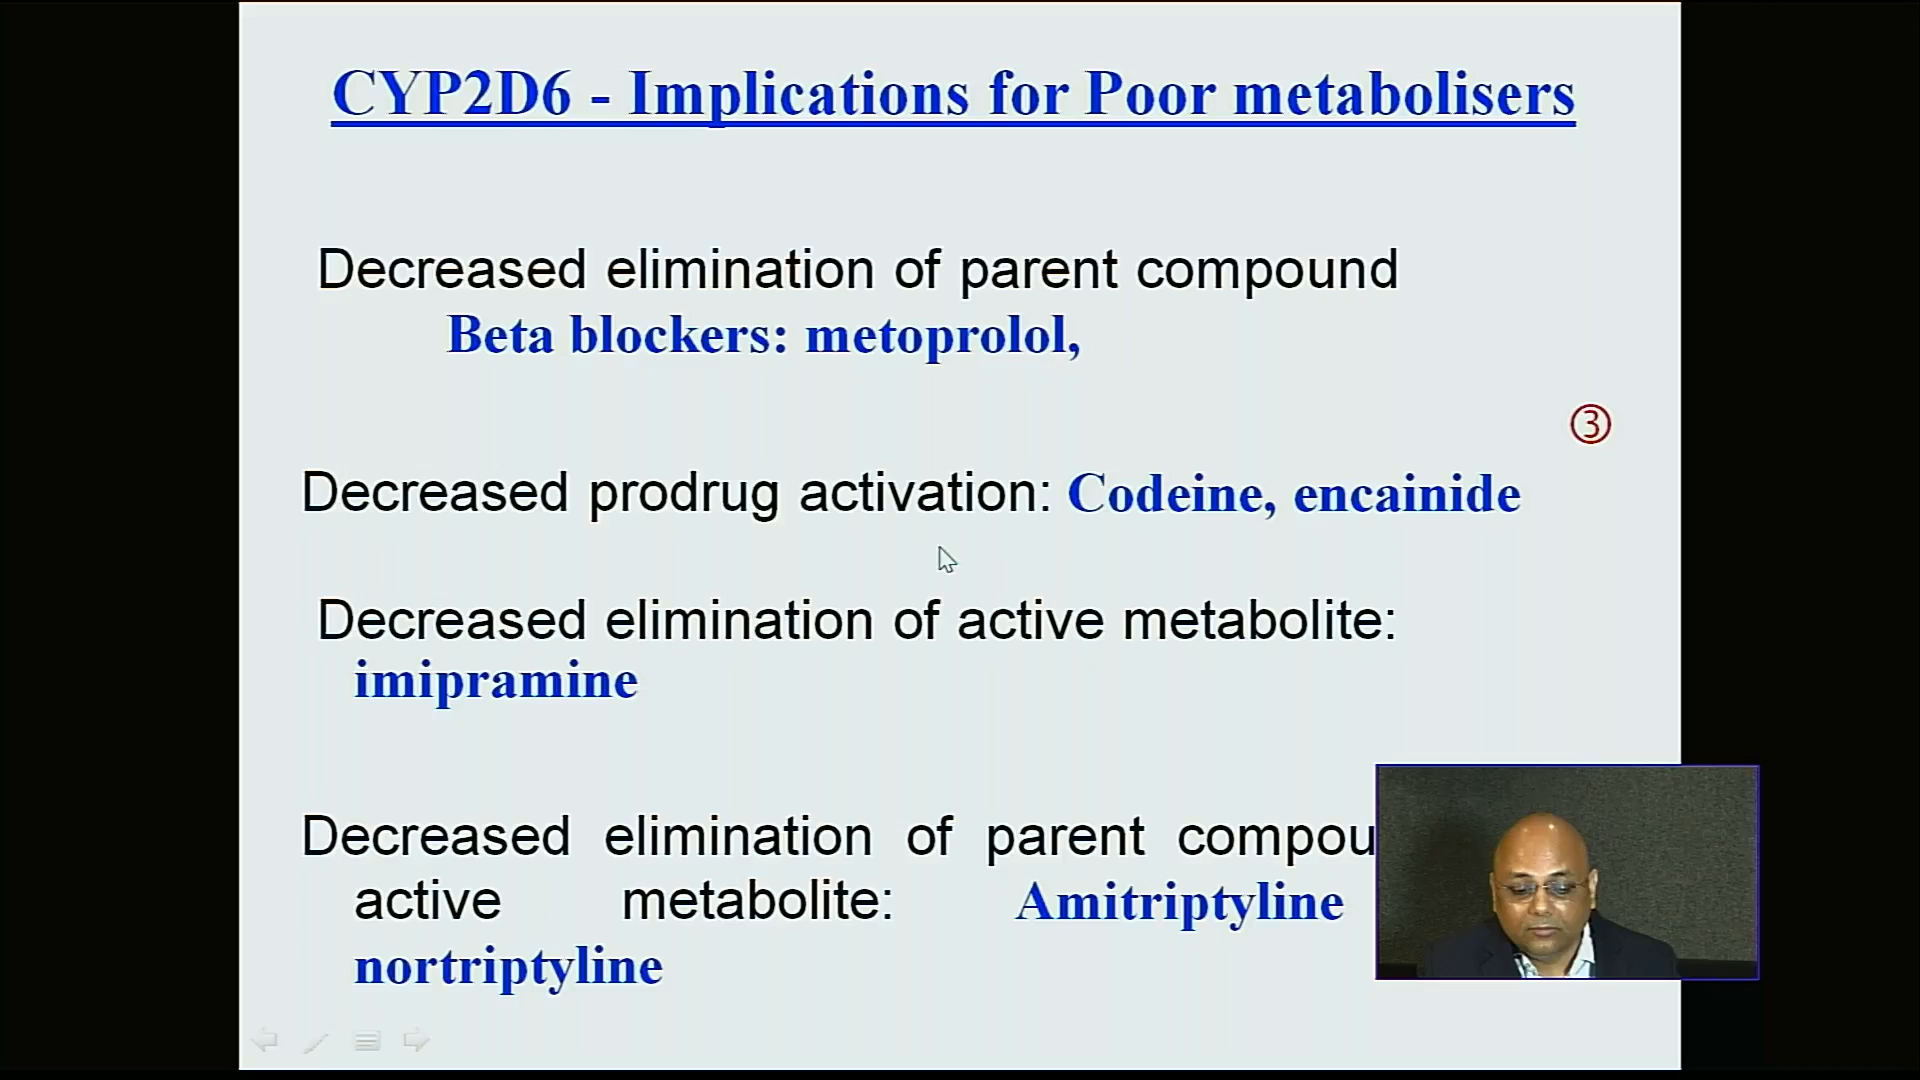 CYP2D6 - Implications for Poor metabolisers
Decreased elimination of parent compound
Beta blockers: metoprolol,
③
Decreased prodrug activation: Codeine, encainide
Decreased elimination of active metabolite:
imipramine
Decreased elimination of parent
active metabolite: Amitriptyline
nortriptyline